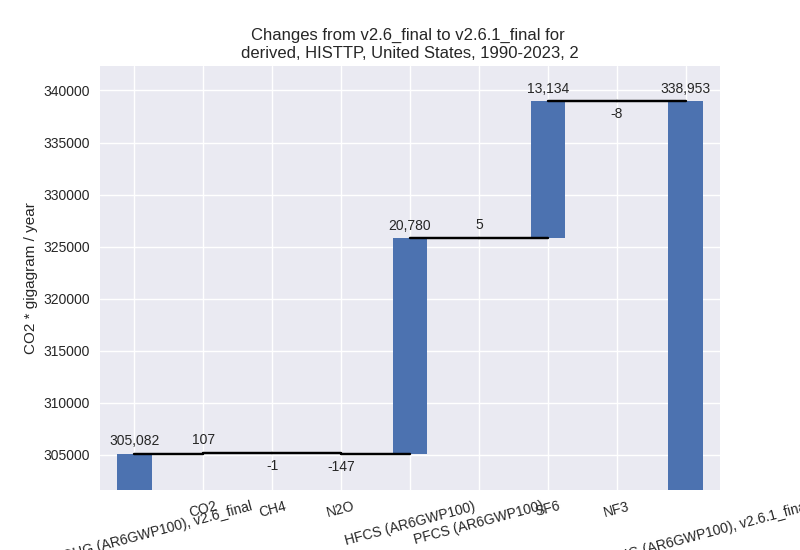 Changes from v2.6_final to v2.6.1_final for
derived, HISTTP, United States, 1990-2023, 2
CO2 * gigagram / year
340000
335000
330000
325000
320000
315000
310000
305000
305,082
107
-1
-147
20,780
5
13,134
-8
338,953
(AR6GWP100), v2.6_final
CO2
CH4
N2O
HFCS (AR6GWP100)
PFCS (AR6GWP100)
SF6
NF3
(AR6GWP100), v2.6.1_fina